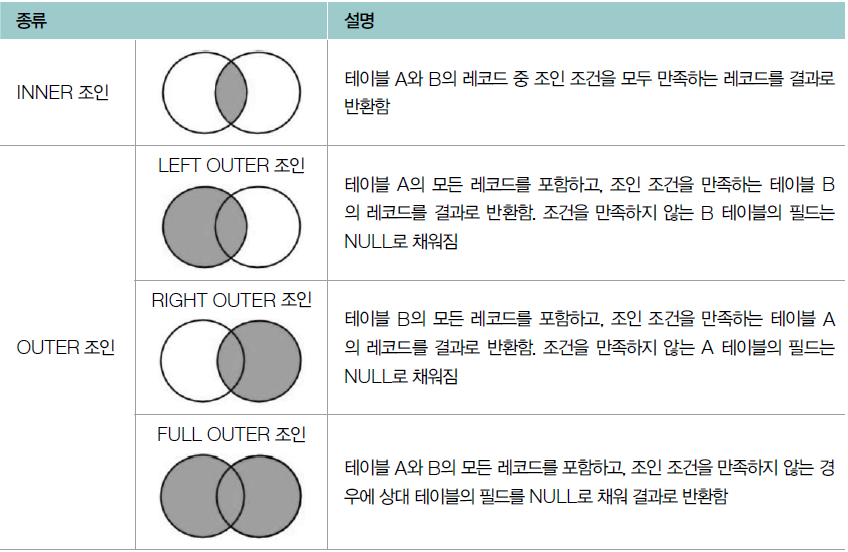 종류
설명
INNER 조인
테이블 A와 B의 레코드 중 조인 조건을 모두 만족하는 레코드를 결과로
반환함
OUTER 조인
LEFT OUTER 조인
테이블 A의 모든 레코드를 포함하고, 조인 조건을 만족하는 테이블 B
의 레코드를 결과로 반환함. 조건을 만족하지 않는 B 테이블의 필드는
NULL로 채워짐
RIGHT OUTER 조인
테이블 B의 모든 레코드를 포함하고, 조인 조건을 만족하는 테이블 A
의 레코드를 결과로 반환함. 조건을 만족하지 않는 A 테이블의 필드는
NULL로 채워짐
FULL OUTER 조인
테이블 A와 B의 모든 레코드를 포함하고, 조인 조건을 만족하지 않는 경
우에 상대 테이블의 필드를 NULL로 채워 결과로 반환함